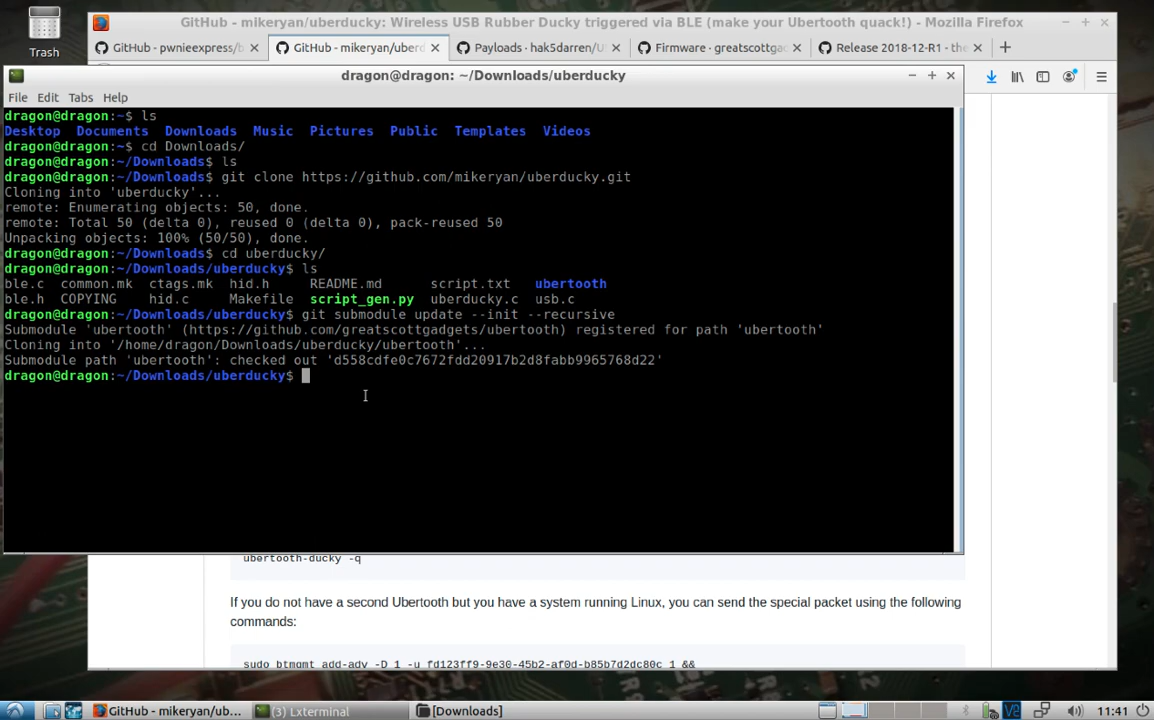 Trash
GitHub - mikeryan/uberducky: Wireless USB Rubber Ducky triggered via BLE (make your Ubertooth quack!) - Mozilla Firefox
GitHub - pwnieexpress/b
GitHub - mikeryan/uberd
Payloads · hak5darren/U
Firmware · greatscottga
Release 2018-12-R1 · the
dragon@dragon: ~/Downloads/uberducky
File Edit Tabs Help
dragon@dragon:~$ ls
Desktop Documents Downloads Music Pictures Public Templates Videos
dragon@dragon:~$ cd Downloads/
dragon@dragon:~/Downloads$ ls
dragon@dragon:~/Downloads$ git clone https://github.com/mikeryan/uberducky.git
Cloning into 'uberducky'...
remote: Enumerating objects: 50, done.
remote: Total 50 (delta 0), reused 0 (delta 0), pack-reused 50
Unpacking objects: 100% (50/50), done.
dragon@dragon:~/Downloads$ cd uberducky/
dragon@dragon:~/Downloads/uberducky$ ls
ble.c common.mk ctags.mk hid.h README.md script.txt ubertooth
ble.h COPYING hid.c Makefile script_gen.py uberducky.c usb.c
dragon@dragon:~/Downloads/uberducky$ git submodule update --init --recursive
Submodule 'ubertooth' (https://github.com/greatscottgadgets/ubertooth) registered for path 'ubertooth'
Cloning into '/home/dragon/Downloads/uberducky/ubertooth'...
Submodule path 'ubertooth': checked out 'd558cdfe0c7672fdd20917b2d8fabb9965768d22'
dragon@dragon:~/Downloads/uberducky$
ubertooth-ducky -q
If you do not have a second Ubertooth but you have a system running Linux, you can send the special packet using the following
commands:
sudo btmgmt add-adv -D 1 -u fd123ff9-9e30-45b2-af0d-b85b7d2dc80c 1 &&
GitHub - mikeryan/ub...
(3) Lxterminal
[Downloads]
11:41